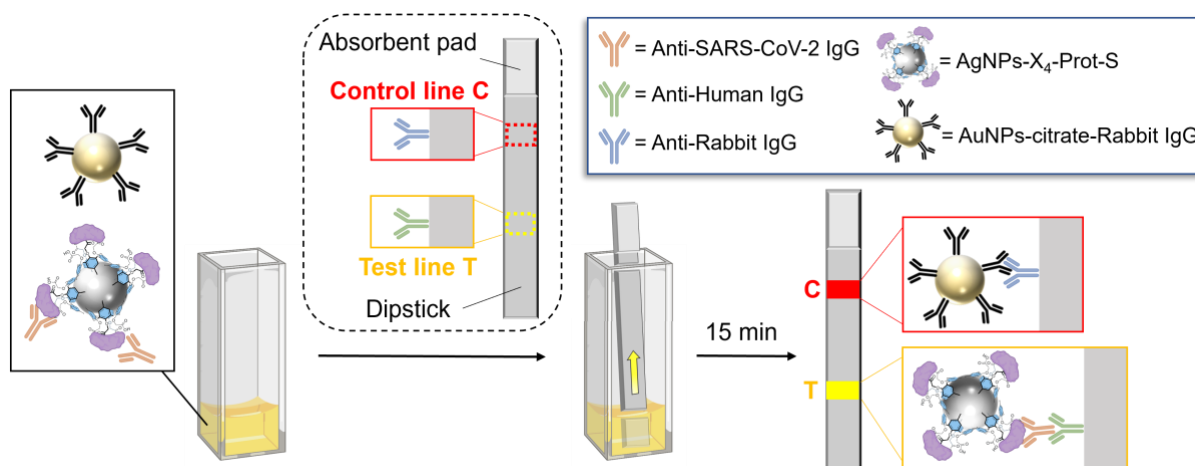 Absorbent pad
Control line C
Test line T
Dipstick
= Anti-SARS-CoV-2 IgG
= Anti-Human IgG
= Anti-Rabbit IgG
= AgNPs-X₄-Prot-S
= AuNPs-citrate-Rabbit IgG
15 min
C
T